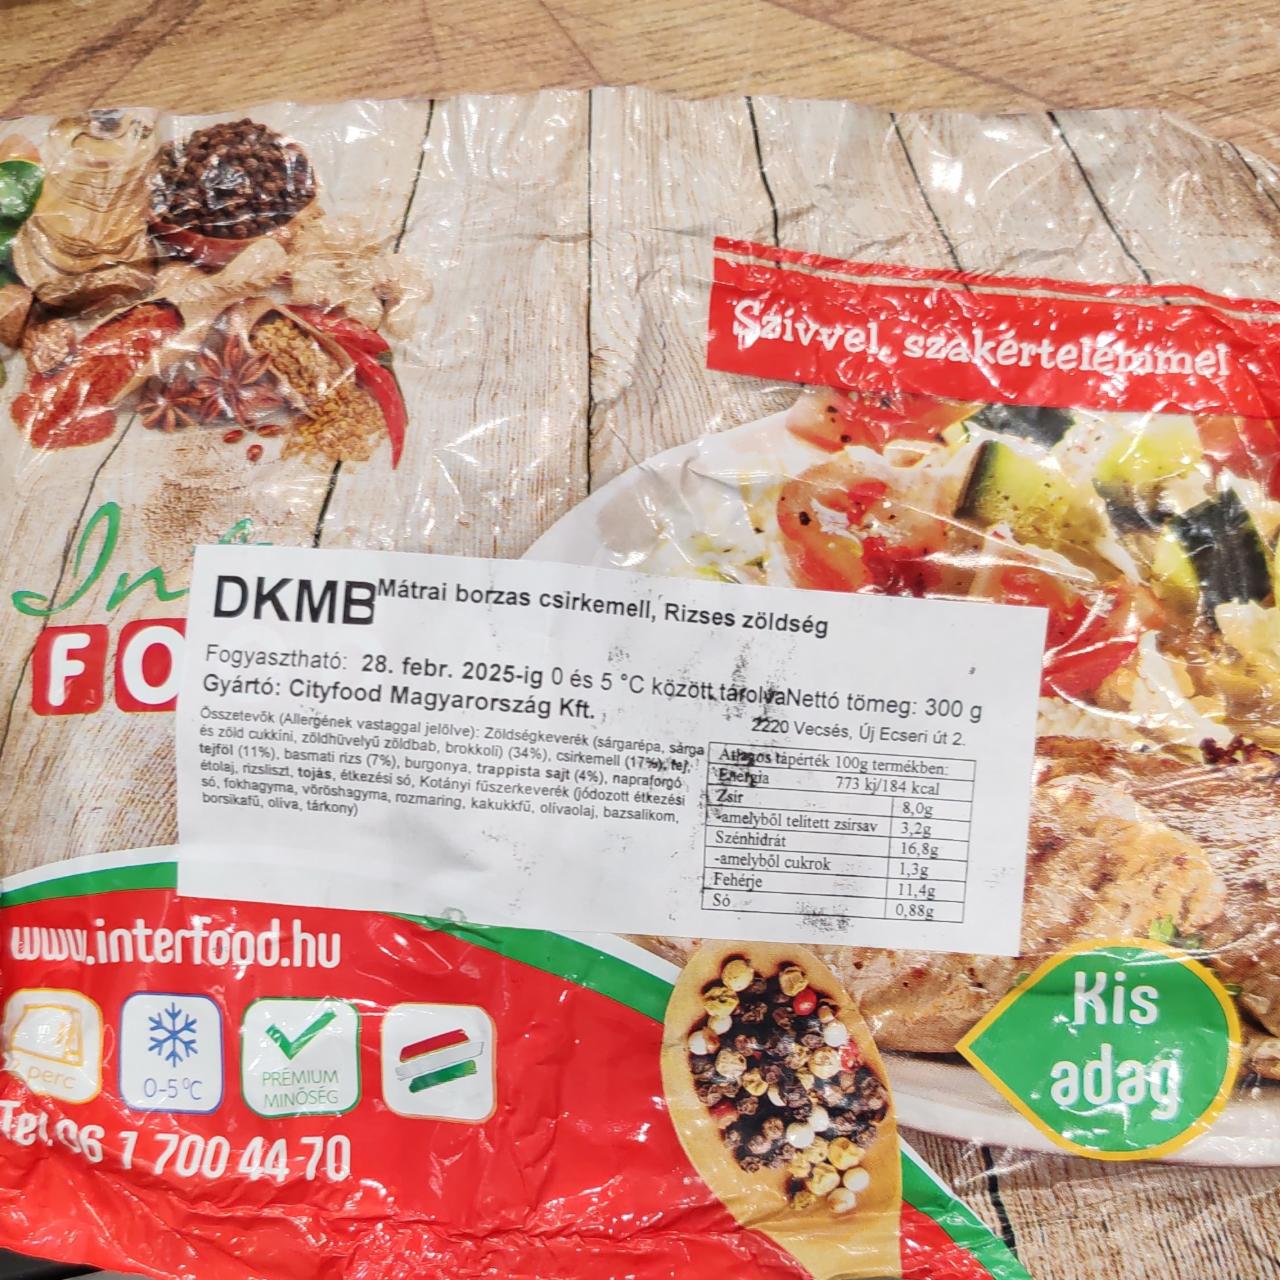 Szívvel, szakértelemmel
In
FO
DKMB Mátrai borzas csirkemell, Rizses zöldség
Fogyasztható: 28. febr. 2025-ig 0 és 5 °C között tárolva Nettó tömeg: 300 g
Gyártó: Cityfood Magyarország Kft. 2220 Vecsés, Új Ecseri út 2.
Összetevők (Allergének vastaggal jelölve): Zöldségkeverék (sárgarépa, sárga
és zöld cukkíni, zöldhüvelyű zöldbab, brokkoli) (34%), csirkemell (17%), tej,
tejföl (11%), basmati rizs (7%), burgonya, trappista sajt (4%), napraforgó
étolaj, rizsliszt, tojás, étkezési só, Kotányi fűszerkeverék (jódozott étkezési
só, fokhagyma, vöröshagyma, rozmaring, kakukkfű, olívaolaj, bazsalikom,
borsikafű, oliva, tárkony)
Átlagos tápérték 100g termékben:
Energia 773 kj/184 kcal
Zsír 8,0g
-amelyből telített zsírsav 3,2g
Szénhidrát 16,8g
-amelyből cukrok 1,3g
Fehérje 11,4g
Só 0,88g
www.interfood.hu
perc
0-5°C
PRÉMIUM
MINŐSÉG
Tel. 06 1 700 44-70
Kis
adag